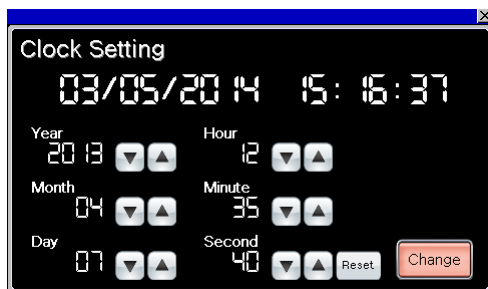 Clock Setting
03/05/2014 15:16:37
Year Hour
2013 12
Month Minute
04 35
Day Second
07 40 Reset Change